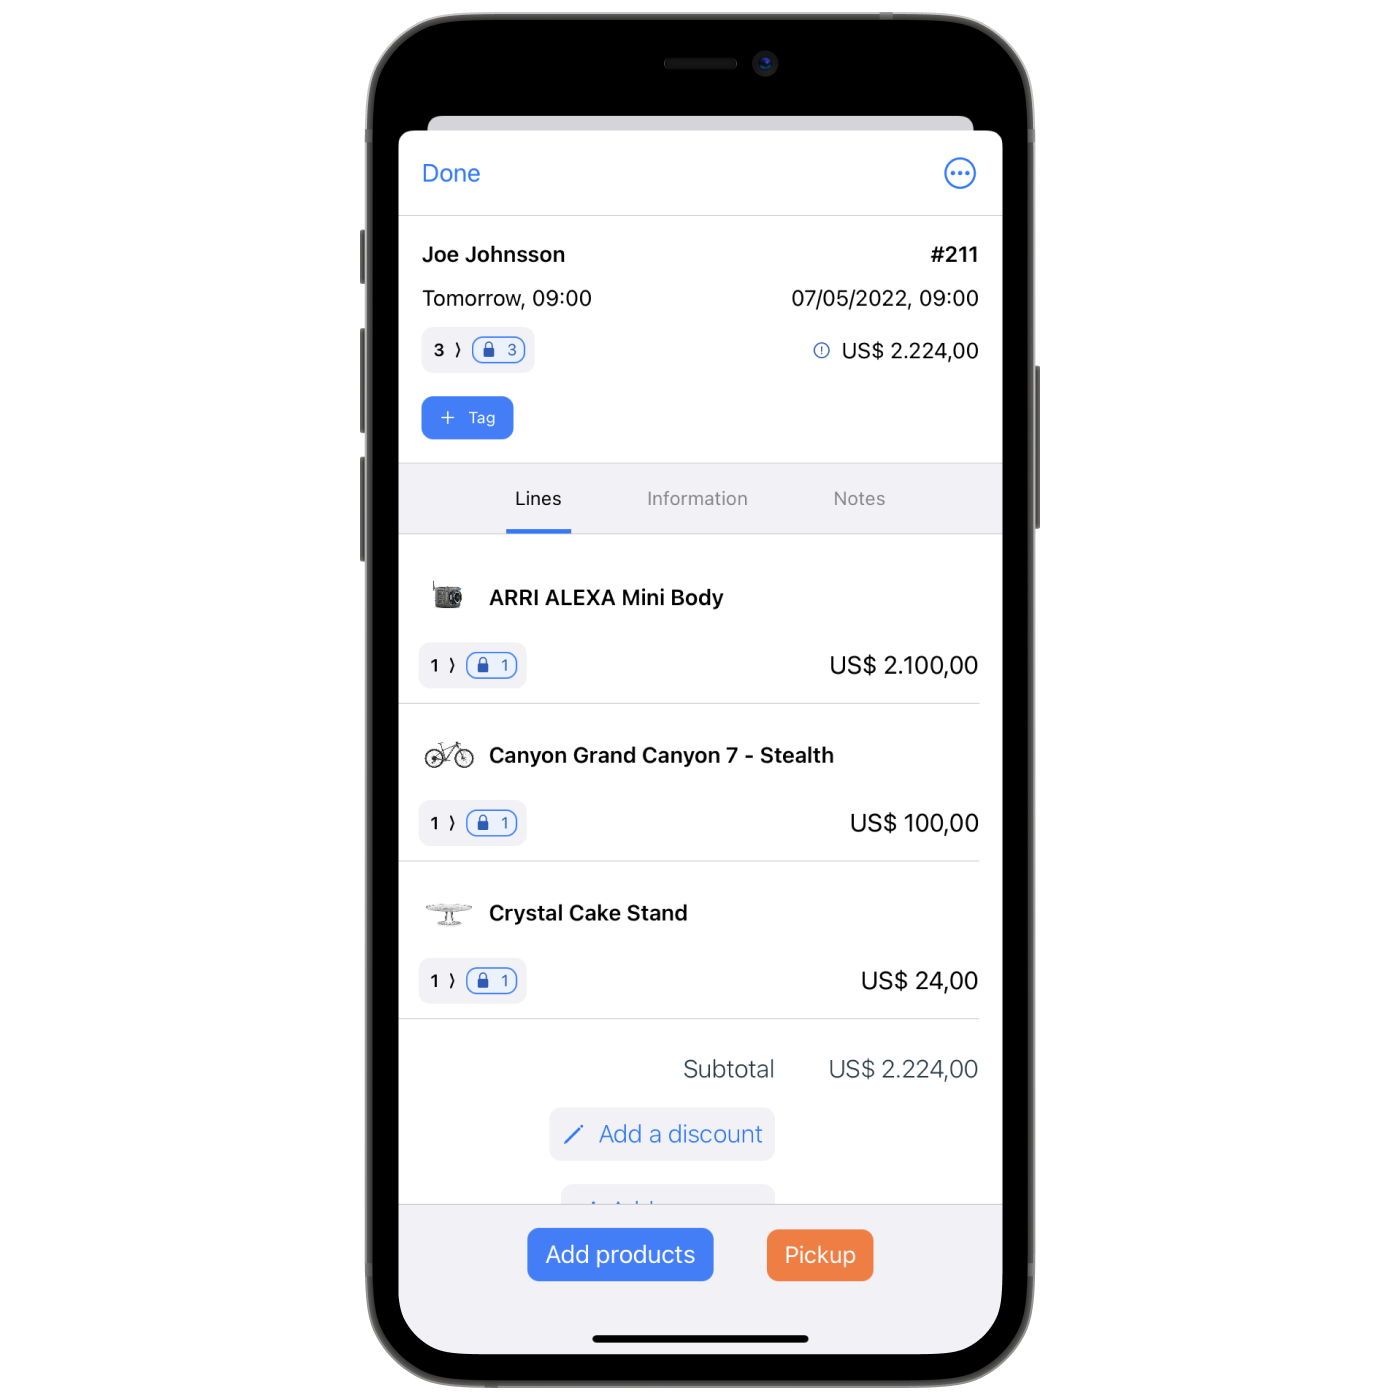 Done
Joe Johnsson #211
Tomorrow, 09:00 07/05/2022, 09:00
3 3 US$ 2.224,00
+ Tag
Lines Information Notes
ARRI ALEXA Mini Body
1 1 US$ 2.100,00
Canyon Grand Canyon 7 - Stealth
1 1 US$ 100,00
Crystal Cake Stand
1 1 US$ 24,00
Subtotal US$ 2.224,00
Add a discount
Add products Pickup